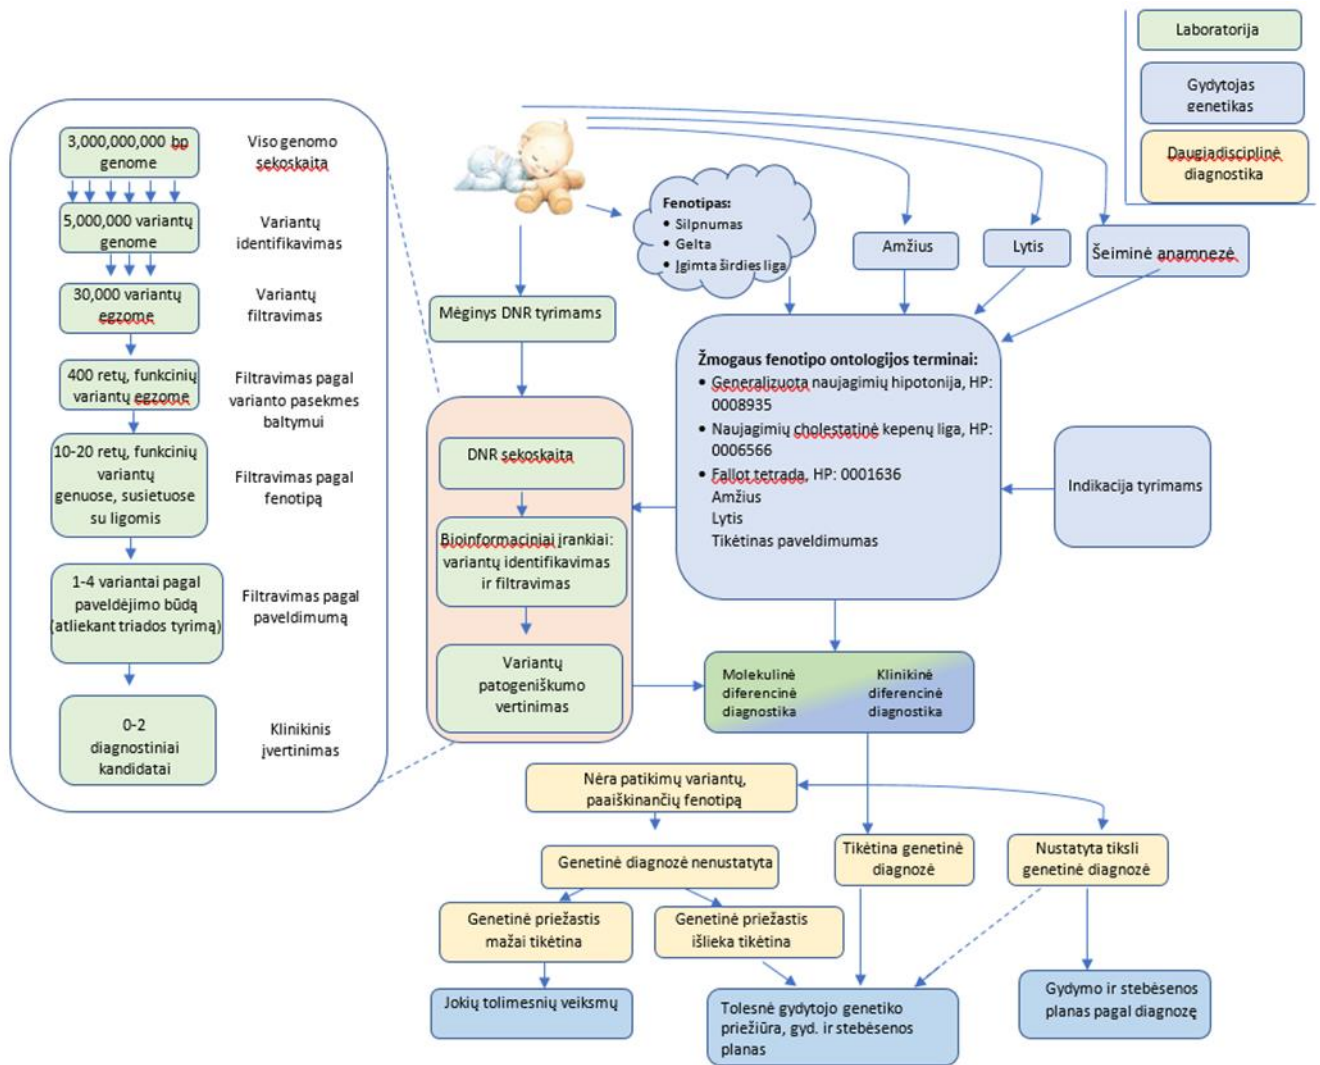 Laboratorija
Gydytojas
genetikas
Daugiadisciplinė
diagnostika
3,000,000,000 bp
genome
Viso genomo
sekoskaita
5,000,000 variantų
genome
Variantų
identifikavimas
30,000 variantų
egzome
Variantų
filtravimas
400 retų, funkcinių
variantų egzome
Filtravimas pagal
varianto pasekmes
baltymui
10-20 retų, funkcinių
variantų
genuose, susietuose
su ligomis
Filtravimas pagal
fenotipą
1-4 variantai pagal
paveldėjimo būdą
(atliekant triados tyrimą)
Filtravimas pagal
paveldimumą
0-2
diagnostiniai
kandidatai
Klinikinis
įvertinimas
Fenotipas:
• Silpnumas
• Gelta
• Įgimta širdies liga
Amžius
Lytis
Šeiminė anamnezė
Mėginys DNR tyrimams
DNR sekoskaita
Bioinformaciniai įrankiai:
variantų identifikavimas
ir filtravimas
Variantų
patogeniškumo
vertinimas
Žmogaus fenotipo ontologijos terminai:
• Generalizuota naujagimių hipotonija, HP:
0008935
• Naujagimių cholestatinė kepenų liga, HP:
0006566
• Fallot tetrada, HP: 0001636
Amžius
Lytis
Tikėtinas paveldimumas
Indikacija tyrimams
Molekulinė
diferencinė
diagnostika
Klinikinė
diferencinė
diagnostika
Nėra patikimų variantų,
paaiškinančių fenotipą
Genetinė diagnozė nenustatyta
Tikėtina genetinė
diagnozė
Nustatyta tiksli
genetinė diagnozė
Genetinė priežastis
mažai tikėtina
Genetinė priežastis
išlieka tikėtina
Jokių tolimesnių veiksmų
Tolesnė gydytojo genetiko
priežiūra, gyd. ir stebėsenos
planas
Gydymo ir stebėsenos
planas pagal diagnozę